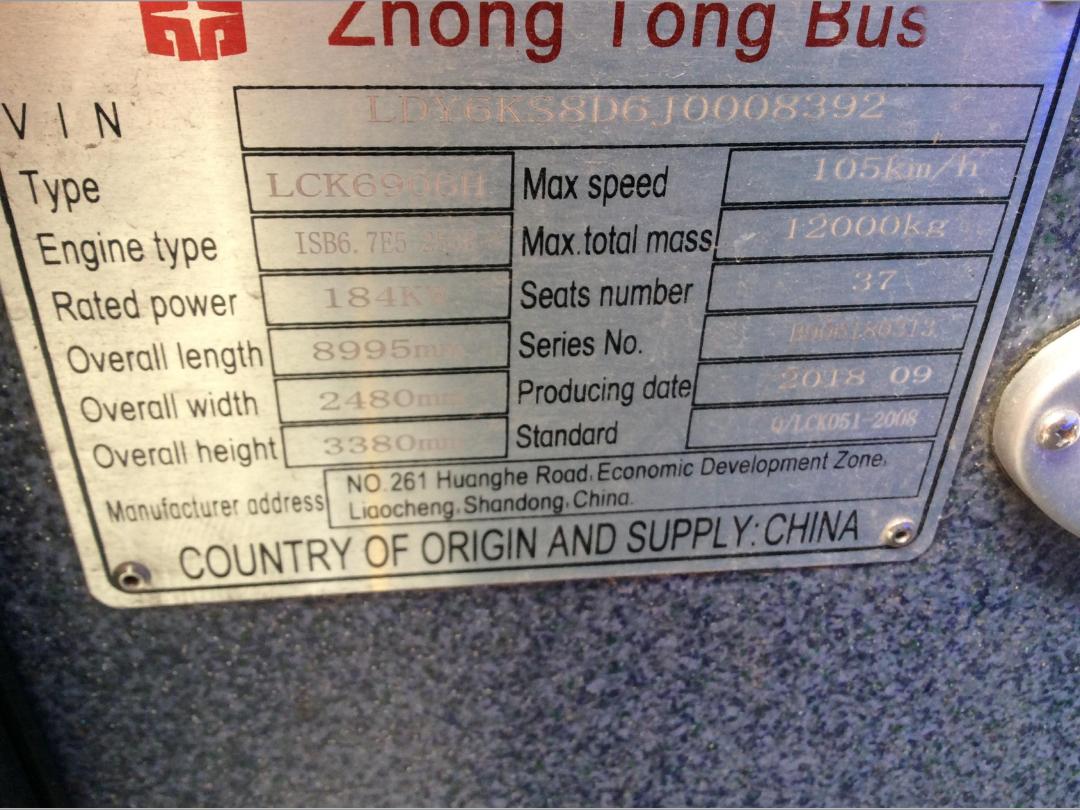 Zhong Tong Bus
VIN LDY6KS8D6J0008392
Type LCK6906H Max speed 105km/h
Engine type ISB6.7E5 Max.total mass 12000kg
Rated power 184KW Seats number 37
Overall length 8995mm Series No.
Overall width 2480mm Producing date 2018 09
Overall height 3380mm Standard Q/LCK051-2008
Manufacturer address NO.261 Huanghe Road, Economic Development Zone,
Liaocheng, Shandong, China.
COUNTRY OF ORIGIN AND SUPPLY: CHINA